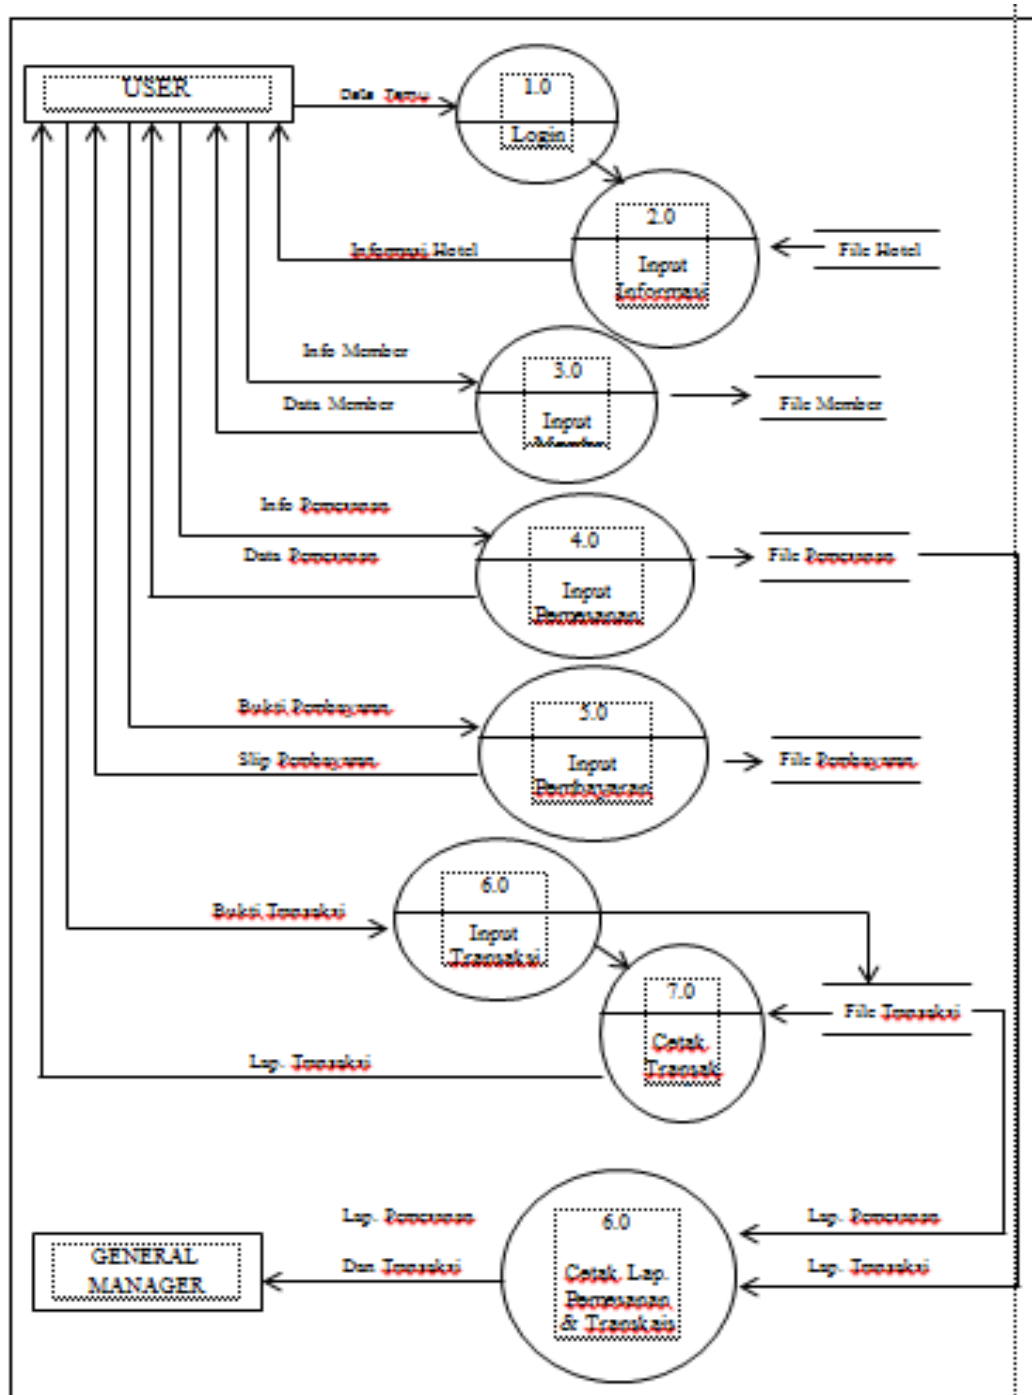 USER
Data Tamu
1.0
Login
2.0
Input
Informasi
Informasi Hotel
File Hotel
Info Member
3.0
Data Member
Input
Member
File Member
Info Pemesanan
4.0
Data Pemesanan
Input
Pemesanan
File Pemesanan
Bukti Pembayaran
5.0
Slip Pembayaran
Input
Pembayaran
File Pembayaran
6.0
Bukti Transaksi
Input
Transaksi
7.0
File Transaksi
Cetak
Transak
Lap. Transaksi
Lap. Pemesanan
6.0
Lap. Pemesanan
GENERAL
MANAGER
Dan Transaksi
Cetak Lap.
Pemesanan
& Transkais
Lap. Transaksi